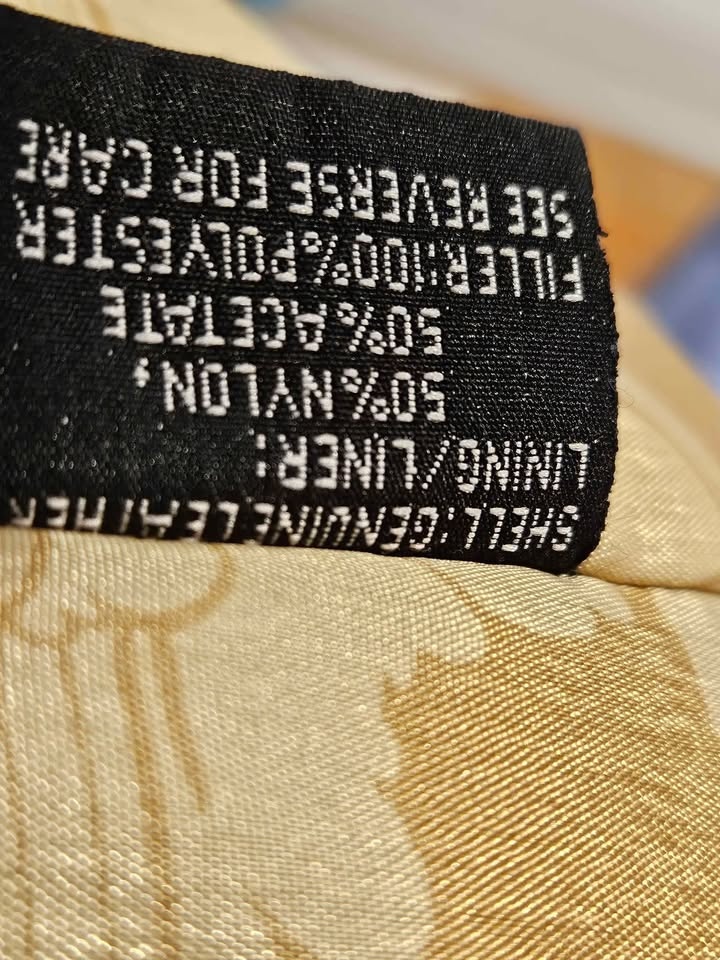 SHELL:GENUINE LEATHER
LINING/LINER:
50% NYLON,
50% ACETATE
FILLER:100% POLYESTER
SEE REVERSE FOR CARE